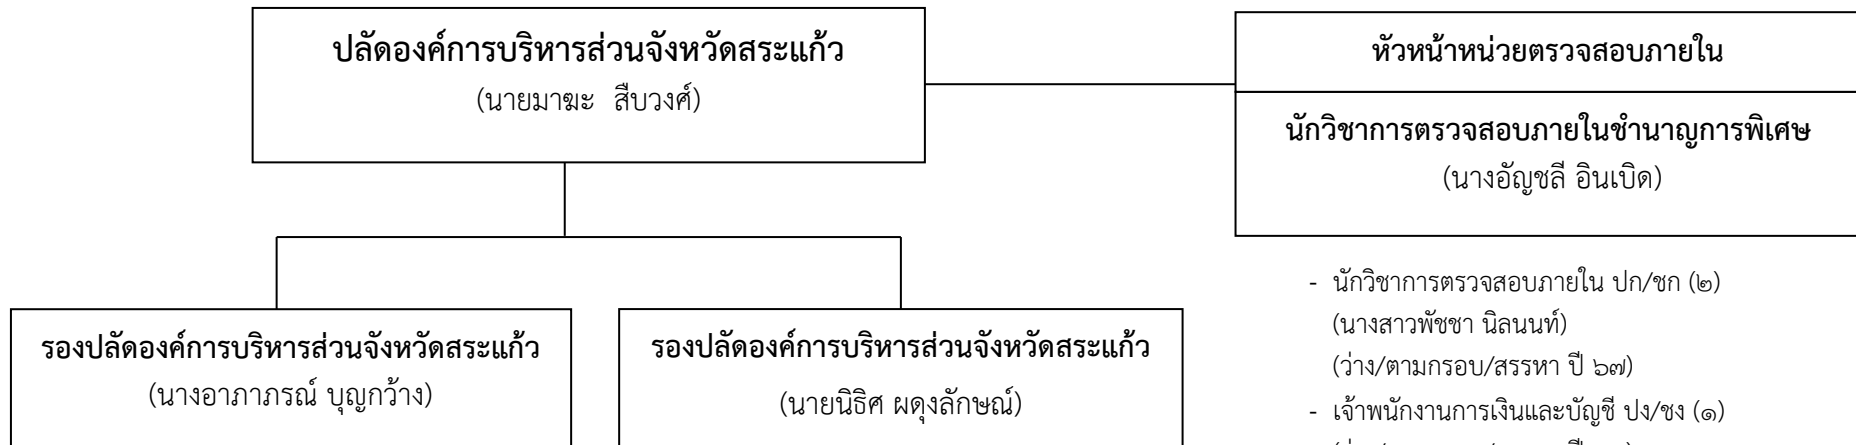 ปลัดองค์การบริหารส่วนจังหวัดสระแก้ว
(นายมาฆะ สืบวงศ์)
หัวหน้าหน่วยตรวจสอบภายใน
นักวิชาการตรวจสอบภายในชำนาญการพิเศษ
(นางอัญชลี อินเบิด)
รองปลัดองค์การบริหารส่วนจังหวัดสระแก้ว
(นางอาภาภรณ์ บุญกว้าง)
รองปลัดองค์การบริหารส่วนจังหวัดสระแก้ว
(นายนิธิศ ผดุงลักษณ์)
- นักวิชาการตรวจสอบภายใน ปก/ชก (๒)
(นางสาวพัชชา นิลนนท์)
(ว่าง/ตามกรอบ/สรรหา ปี ๖๗)
- เจ้าพนักงานการเงินและบัญชี ปง/ชง (๑)